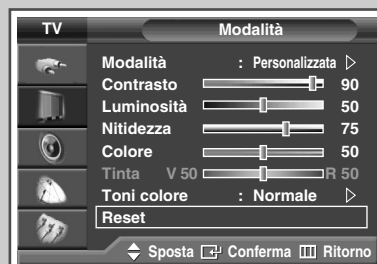 TV Modalità
Modalità : Personalizzata
Contrasto 90
Luminosità 50
Nitidezza 75
Colore 50
Tinta V 50 R 50
Toni colore : Normale
Reset
Sposta Conferma Ritorno